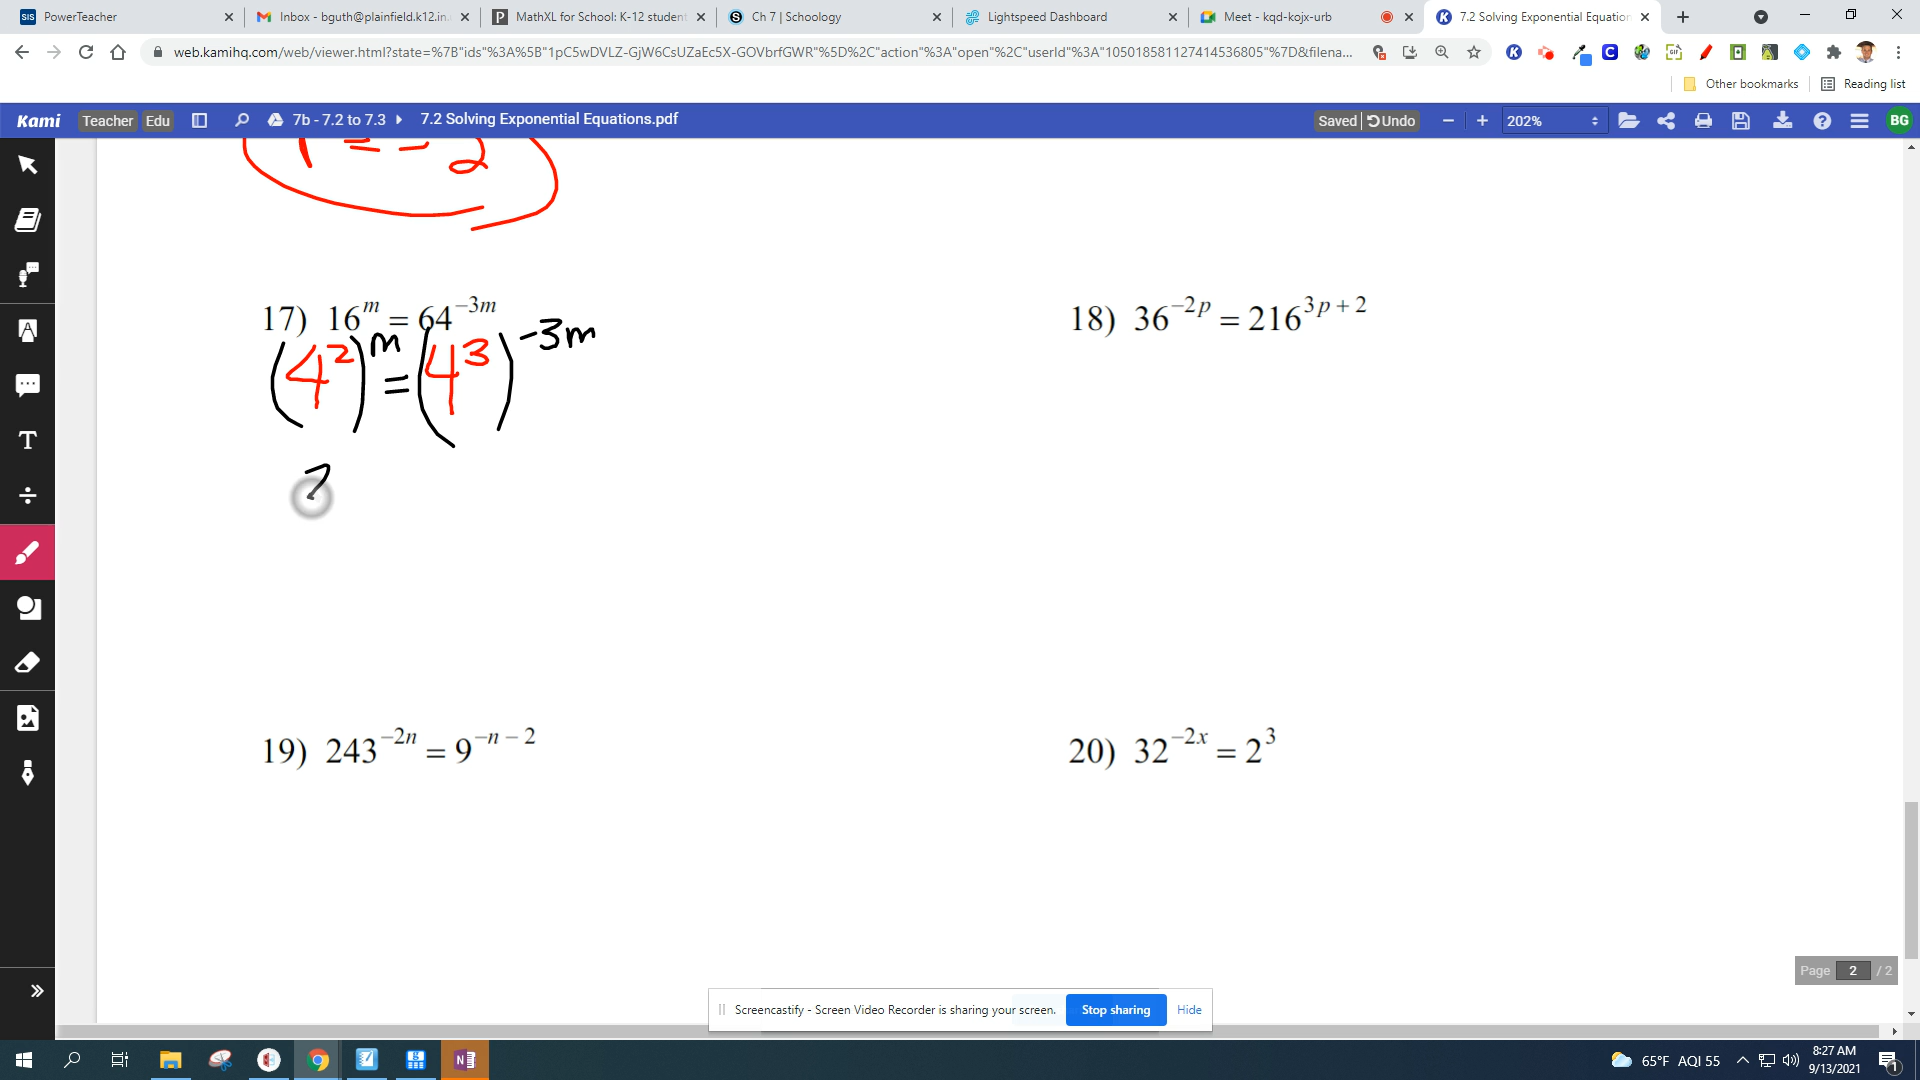 PowerTeacher
Inbox - bguth@plainfield.k12.in.
MathXL for School: K-12 student
Ch 7 | Schoology
Lightspeed Dashboard
Meet - kqd-kojx-urb
7.2 Solving Exponential Equation
web.kamihq.com/web/viewer.html?state=%7B"ids"%3A%5B"1pC5wDVLZ-GjW6CsUZaEc5X-GOVbrfGWR"%5D%2C"action"%3A"open"%2C"userId"%3A"105018581127414536805"%7D&filena...
Other bookmarks
Reading list
Kami Teacher Edu 7b - 7.2 to 7.3 7.2 Solving Exponential Equations.pdf Saved Undo 202% BG
r = -2
17) 16^m = 64^{-3m}
(4^2)^m = (4^3)^{-3m}
18) 36^{-2p} = 216^{3p + 2}
19) 243^{-2n} = 9^{-n - 2}
20) 32^{-2x} = 2^3
Page 2 / 2
Screencastify - Screen Video Recorder is sharing your screen. Stop sharing Hide
65°F AQI 55
8:27 AM
9/13/2021
1